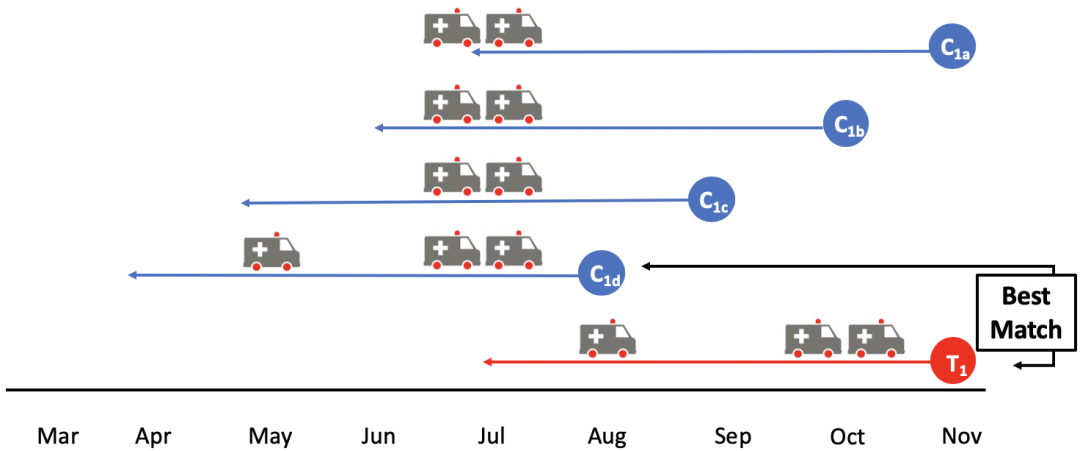 C1a
C1b
C1c
C1d
Best
Match
T1
Mar Apr May Jun Jul Aug Sep Oct Nov